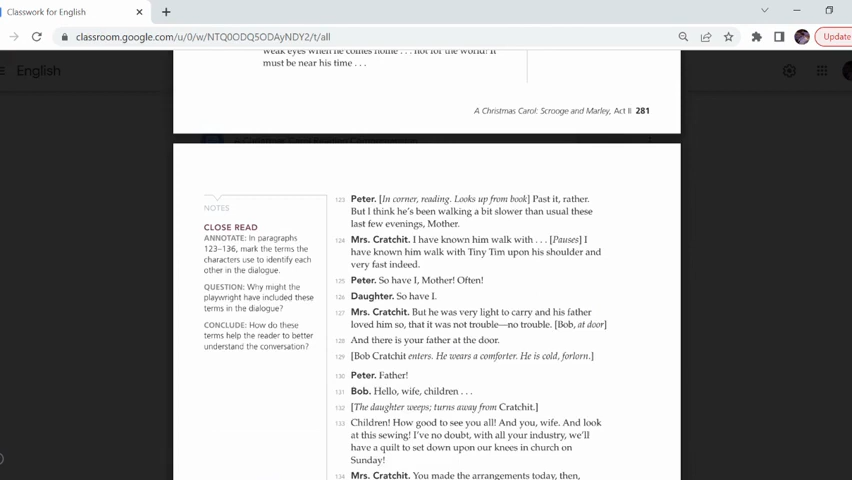 Classwork for English
classroom.google.com/u/0/w/NTQ0ODQ5ODAyNDY2/t/all
Update
English
weak eyes when he comes home . . . not for the world! It
must be near his time . . .
A Christmas Carol: Scrooge and Marley, Act II 281
NOTES
CLOSE READ
ANNOTATE: In paragraphs
123–136, mark the terms the
characters use to identify each
other in the dialogue.
QUESTION: Why might the
playwright have included these
terms in the dialogue?
CONCLUDE: How do these
terms help the reader to better
understand the conversation?
123 Peter. [In corner, reading. Looks up from book] Past it, rather.
But I think he's been walking a bit slower than usual these
last few evenings, Mother.
124 Mrs. Cratchit. I have known him walk with . . . [Pauses] I
have known him walk with Tiny Tim upon his shoulder and
very fast indeed.
125 Peter. So have I, Mother! Often!
126 Daughter. So have I.
127 Mrs. Cratchit. But he was very light to carry and his father
loved him so, that it was not trouble—no trouble. [Bob, at door]
128 And there is your father at the door.
129 [Bob Cratchit enters. He wears a comforter. He is cold, forlorn.]
130 Peter. Father!
131 Bob. Hello, wife, children . . .
132 [The daughter weeps; turns away from Cratchit.]
133 Children! How good to see you all! And you, wife. And look
at this sewing! I've no doubt, with all your industry, we'll
have a quilt to set down upon our knees in church on
Sunday!
134 Mrs. Cratchit. You made the arrangements today, then,